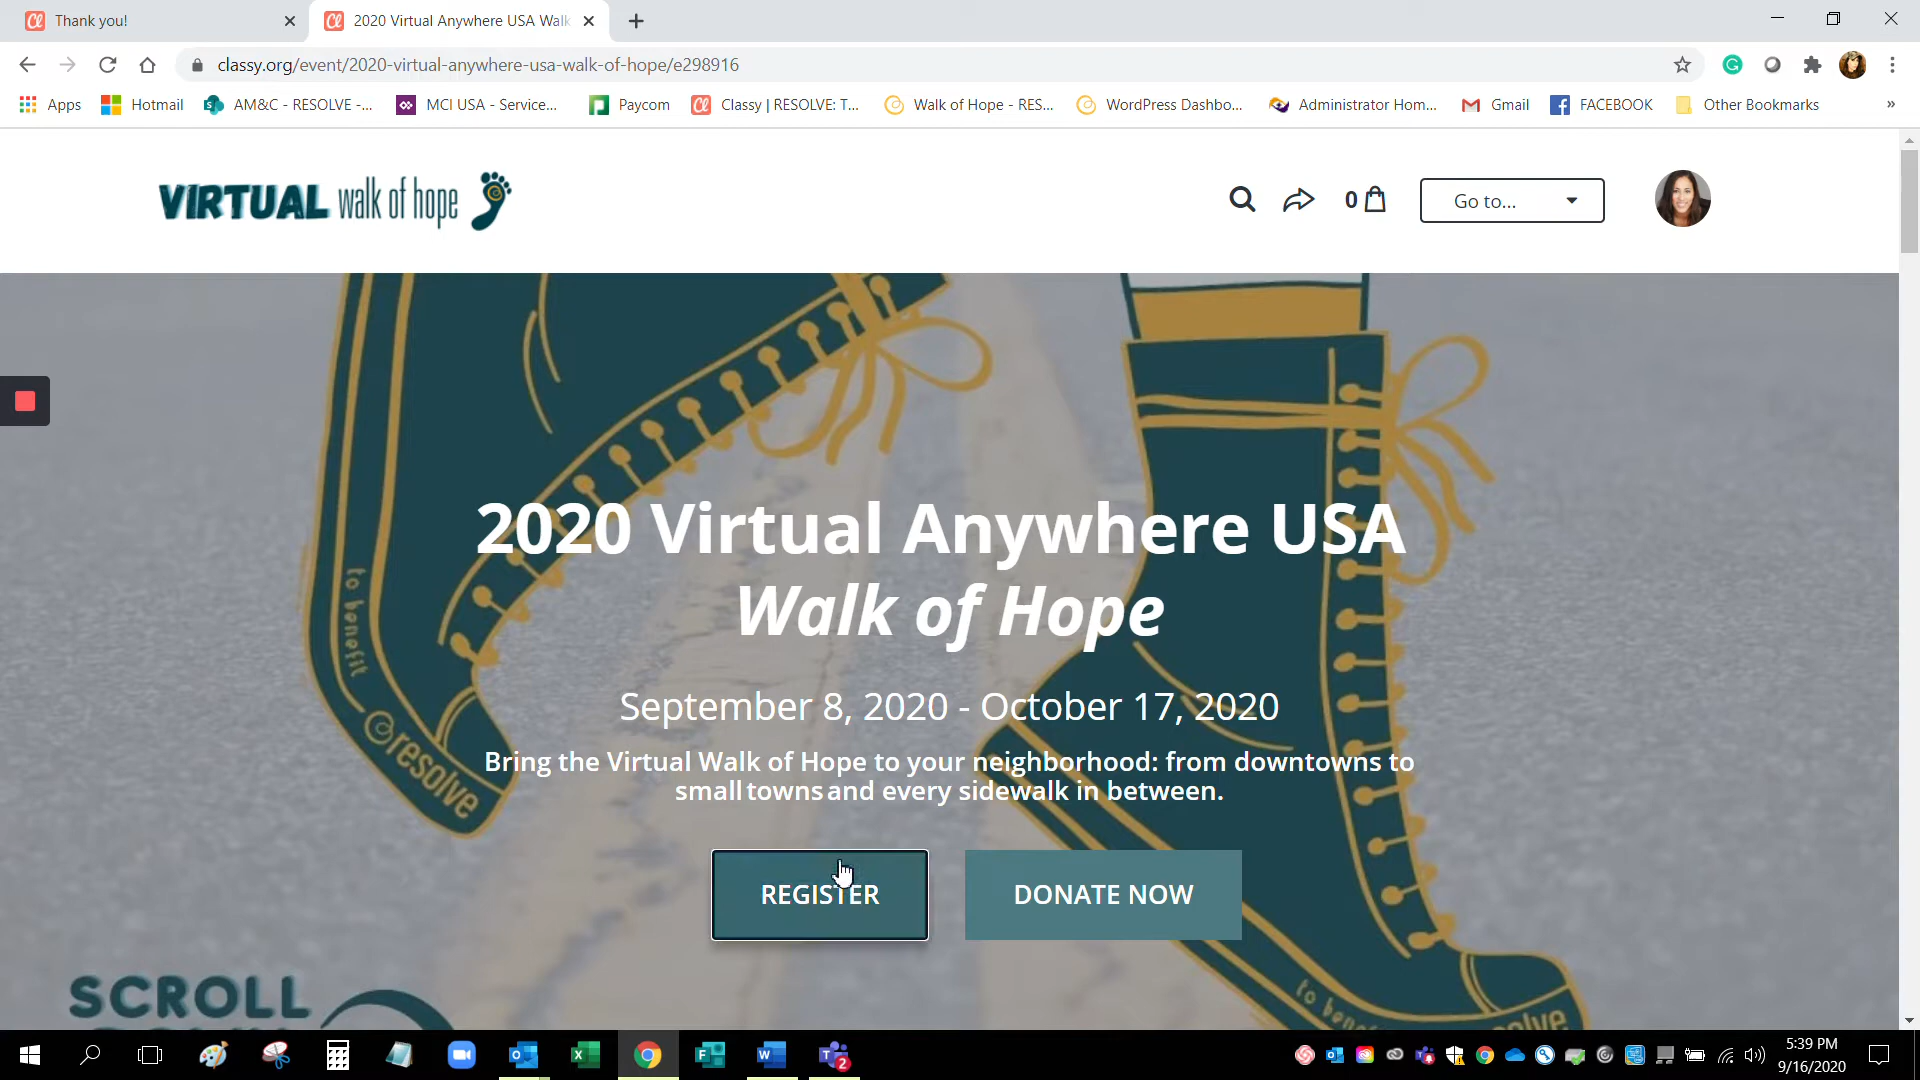 Thank you!
2020 Virtual Anywhere USA Walk
classy.org/event/2020-virtual-anywhere-usa-walk-of-hope/e298916
Apps
Hotmail
AM&C - RESOLVE -...
MCI USA - Service...
Paycom
Classy | RESOLVE: T...
Walk of Hope - RES...
WordPress Dashbo...
Administrator Hom...
Gmail
FACEBOOK
Other Bookmarks
»
VIRTUAL walk of hope
0
Go to...
2020 Virtual Anywhere USA
Walk of Hope
September 8, 2020 - October 17, 2020
Bring the Virtual Walk of Hope to your neighborhood: from downtowns to
small towns and every sidewalk in between.
REGISTER
DONATE NOW
to benefit
@resolve
SCROLL
to bene
olve
5:39 PM
9/16/2020
2